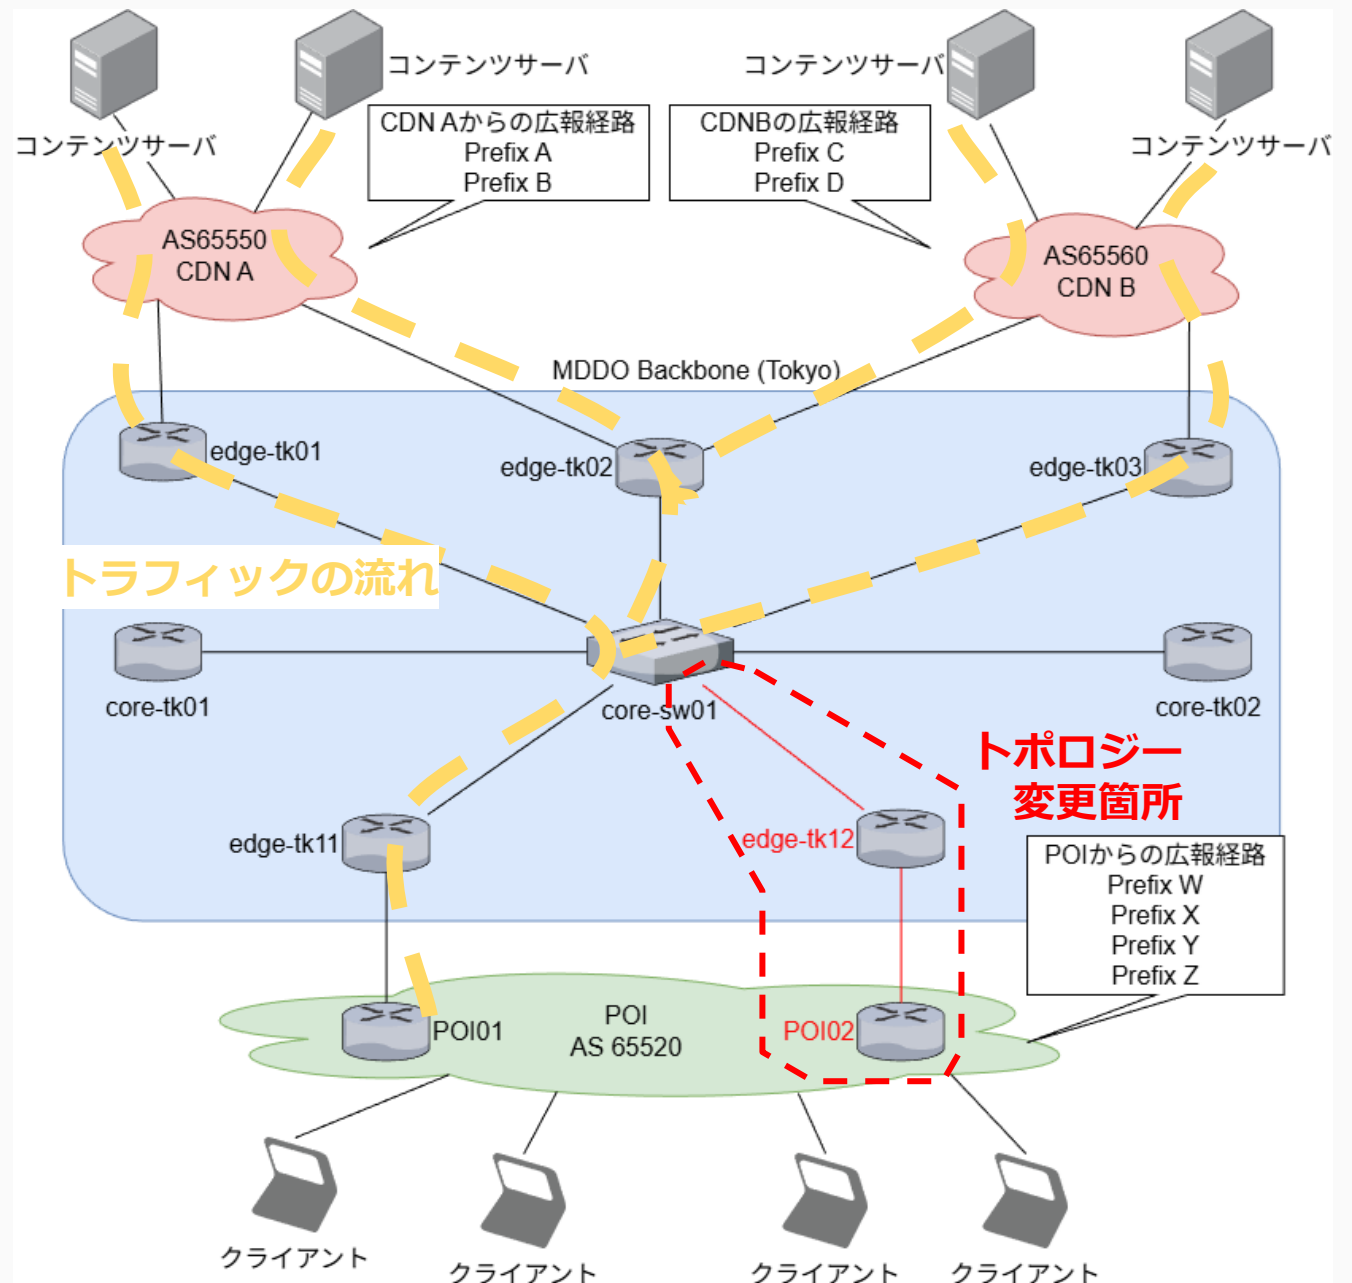 コンテンツサーバ
コンテンツサーバ
コンテンツサーバ
コンテンツサーバ
CDN Aからの広報経路
Prefix A
Prefix B
CDNBの広報経路
Prefix C
Prefix D
AS65550
CDN A
AS65560
CDN B
MDDO Backbone (Tokyo)
edge-tk01
edge-tk02
edge-tk03
トラフィックの流れ
core-tk01
core-sw01
core-tk02
トポロジー
変更箇所
edge-tk11
edge-tk12
POIからの広報経路
Prefix W
Prefix X
Prefix Y
Prefix Z
POI01
POI
AS 65520
POI02
クライアント
クライアント
クライアント
クライアント